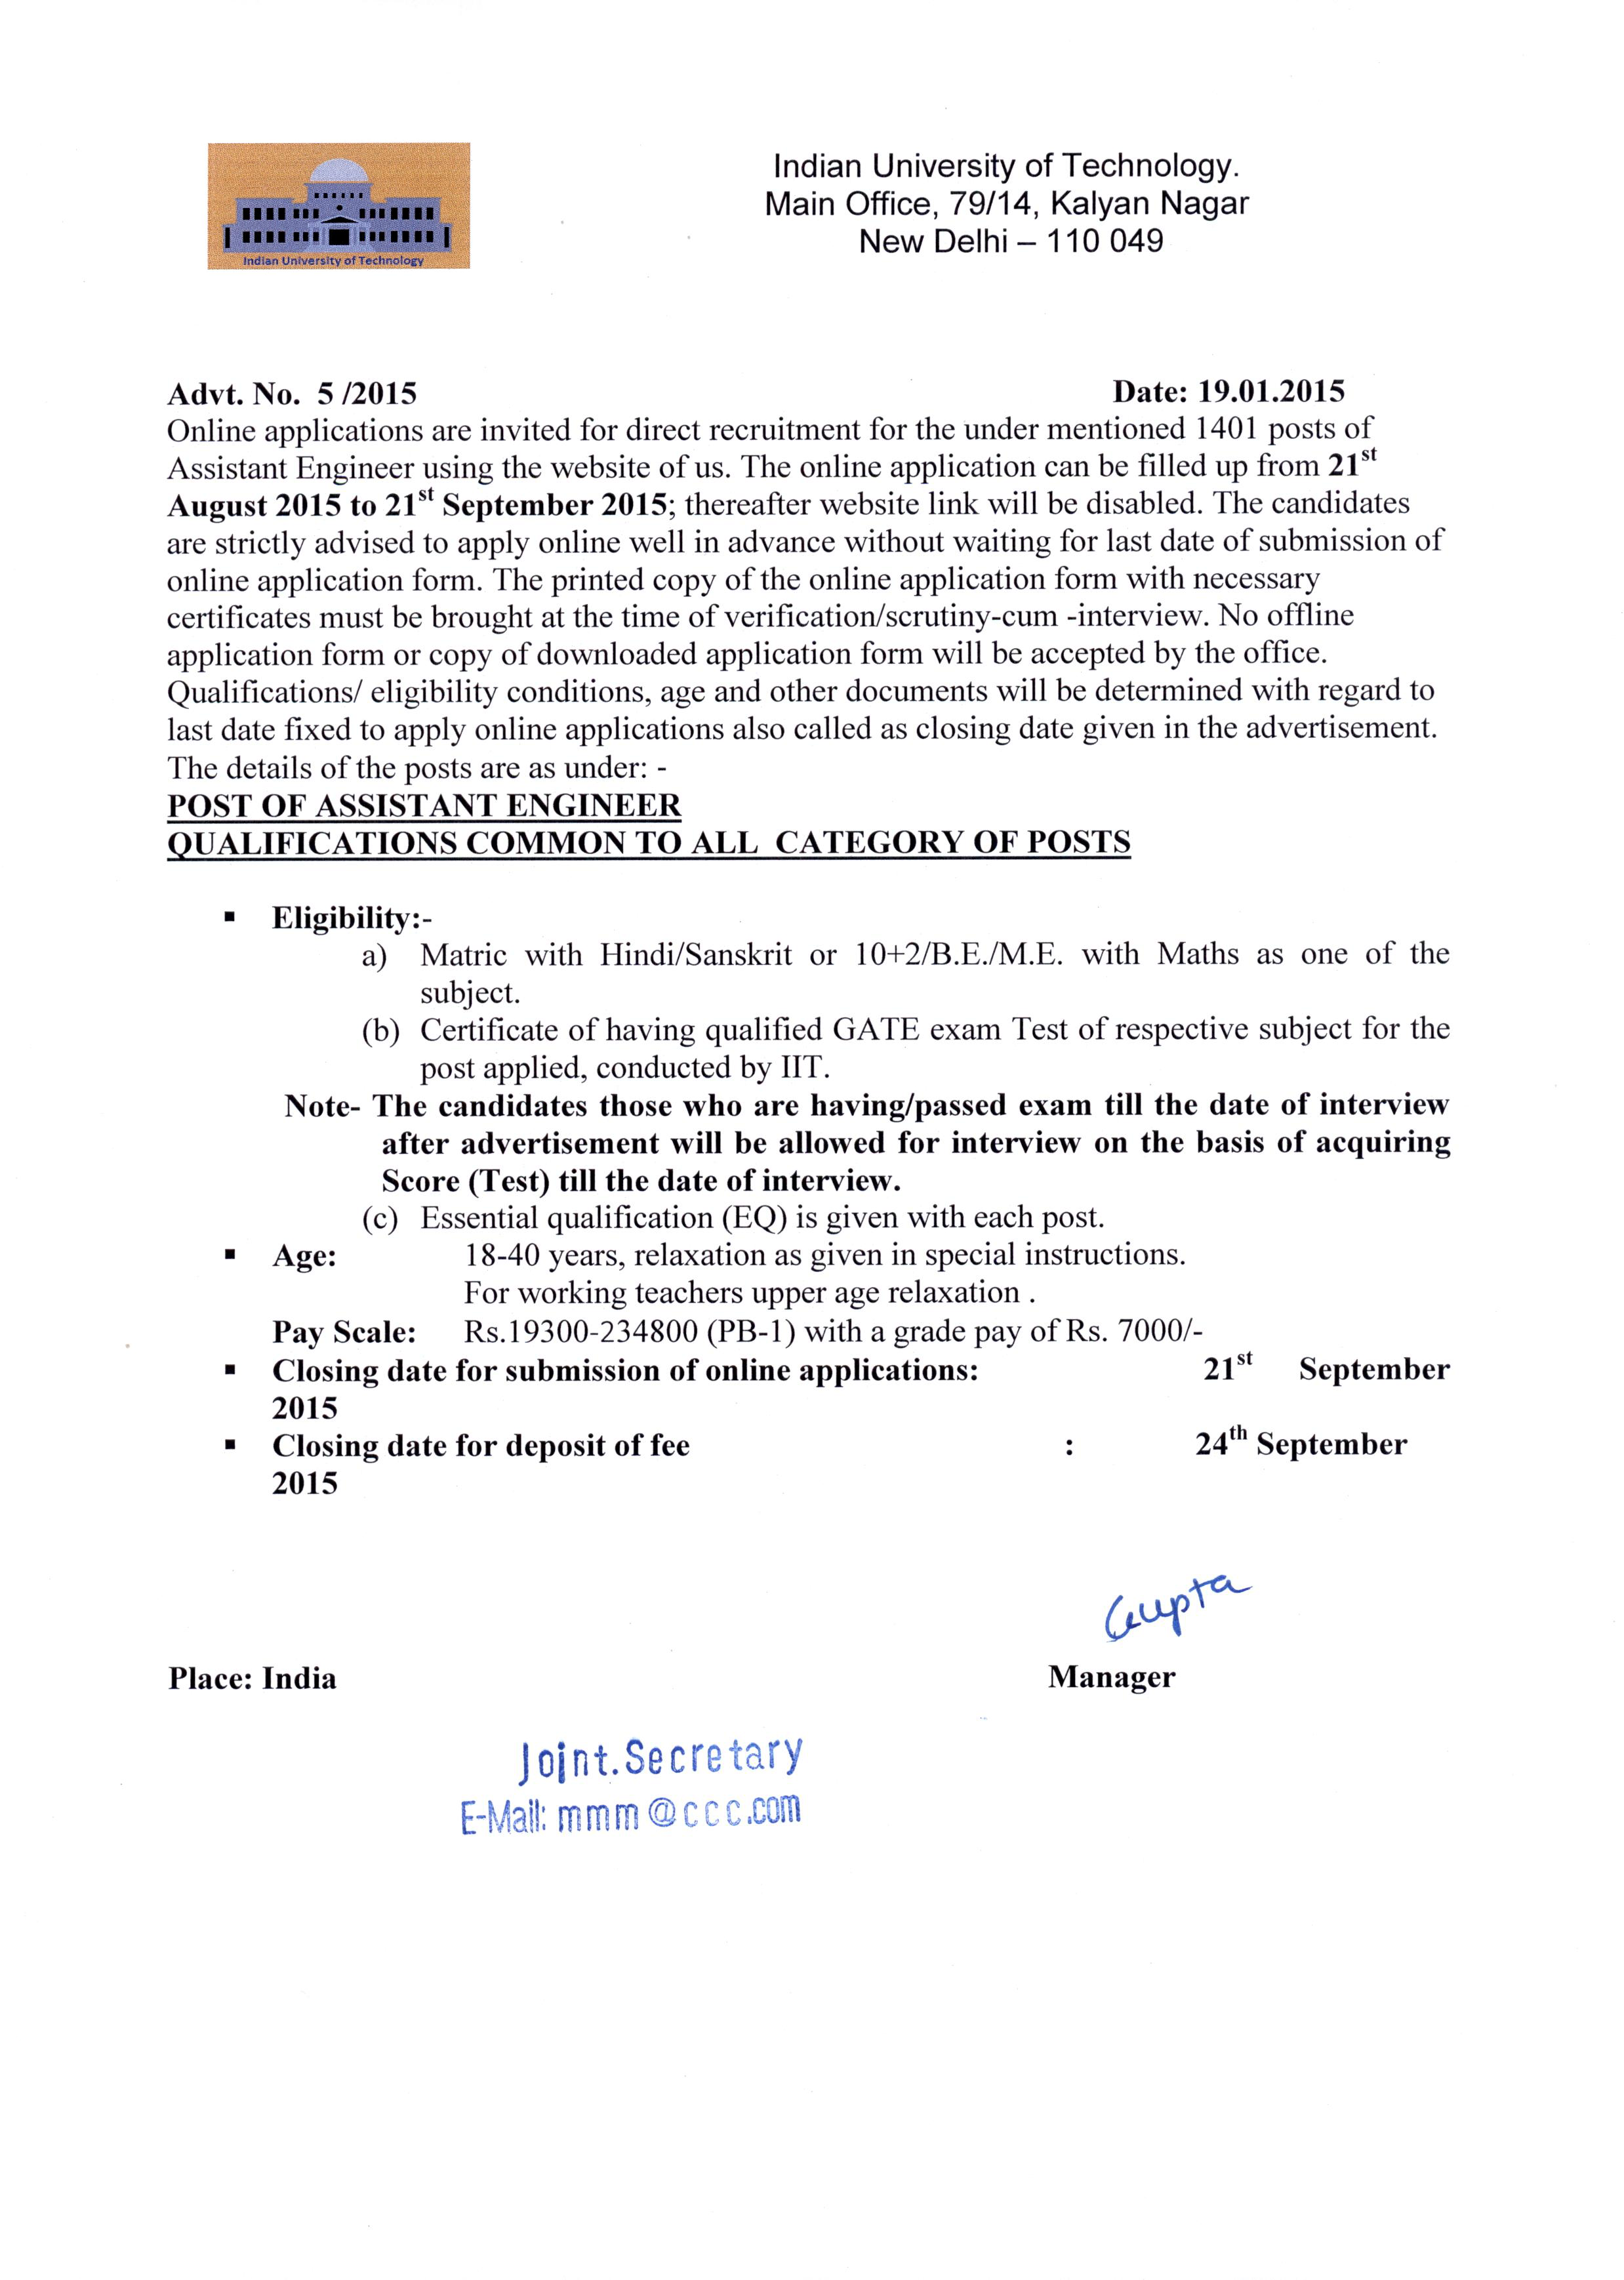 Indian University of Technology
Indian University of Technology.
Main Office, 79/14, Kalyan Nagar
New Delhi – 110 049
Advt. No. 5 /2015 Date: 19.01.2015
Online applications are invited for direct recruitment for the under mentioned 1401 posts of
Assistant Engineer using the website of us. The online application can be filled up from 21st
August 2015 to 21st September 2015; thereafter website link will be disabled. The candidates
are strictly advised to apply online well in advance without waiting for last date of submission of
online application form. The printed copy of the online application form with necessary
certificates must be brought at the time of verification/scrutiny-cum -interview. No offline
application form or copy of downloaded application form will be accepted by the office.
Qualifications/ eligibility conditions, age and other documents will be determined with regard to
last date fixed to apply online applications also called as closing date given in the advertisement.
The details of the posts are as under: -
POST OF ASSISTANT ENGINEER
QUALIFICATIONS COMMON TO ALL CATEGORY OF POSTS
▪ Eligibility:-
a) Matric with Hindi/Sanskrit or 10+2/B.E./M.E. with Maths as one of the
subject.
(b) Certificate of having qualified GATE exam Test of respective subject for the
post applied, conducted by IIT.
Note- The candidates those who are having/passed exam till the date of interview
after advertisement will be allowed for interview on the basis of acquiring
Score (Test) till the date of interview.
(c) Essential qualification (EQ) is given with each post.
▪ Age: 18-40 years, relaxation as given in special instructions.
For working teachers upper age relaxation .
Pay Scale: Rs.19300-234800 (PB-1) with a grade pay of Rs. 7000/-
▪ Closing date for submission of online applications: 21st September
2015
▪ Closing date for deposit of fee : 24th September
2015
Gupta
Place: India Manager
Joint.Secretary
E-Mail: mmm@ccc.com